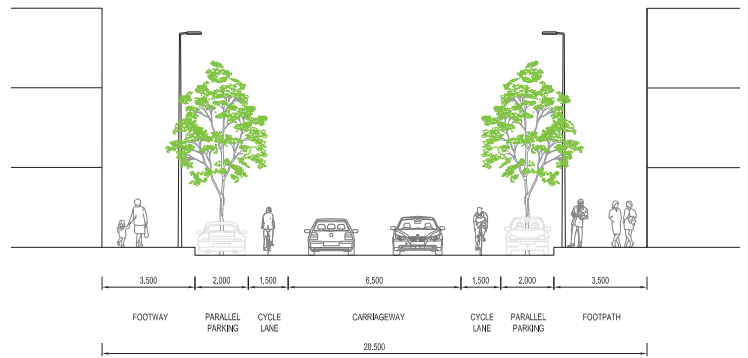 3.500 2.000 1.500 6.500 1.500 2.000 3.500
FOOTWAY PARALLEL PARKING CYCLE LANE CARRIAGEWAY CYCLE LANE PARALLEL PARKING FOOTPATH
20.500